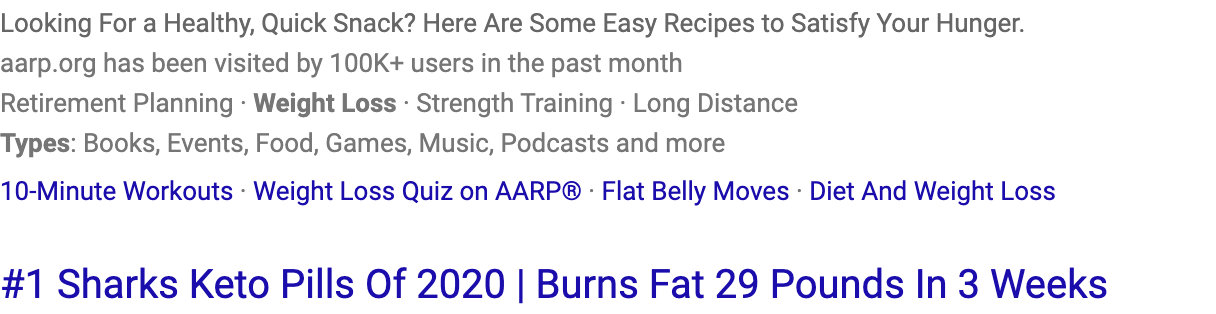 Looking For a Healthy, Quick Snack? Here Are Some Easy Recipes to Satisfy Your Hunger.
aarp.org has been visited by 100K+ users in the past month
Retirement Planning · Weight Loss · Strength Training · Long Distance
Types: Books, Events, Food, Games, Music, Podcasts and more
10-Minute Workouts · Weight Loss Quiz on AARP® · Flat Belly Moves · Diet And Weight Loss
#1 Sharks Keto Pills Of 2020 | Burns Fat 29 Pounds In 3 Weeks